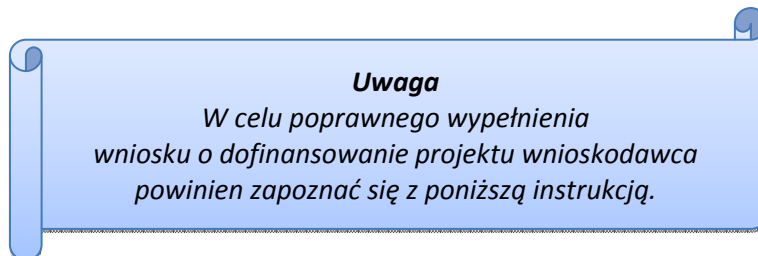 Uwaga
W celu poprawnego wypełnienia
wniosku o dofinansowanie projektu wnioskodawca
powinien zapoznać się z poniższą instrukcją.